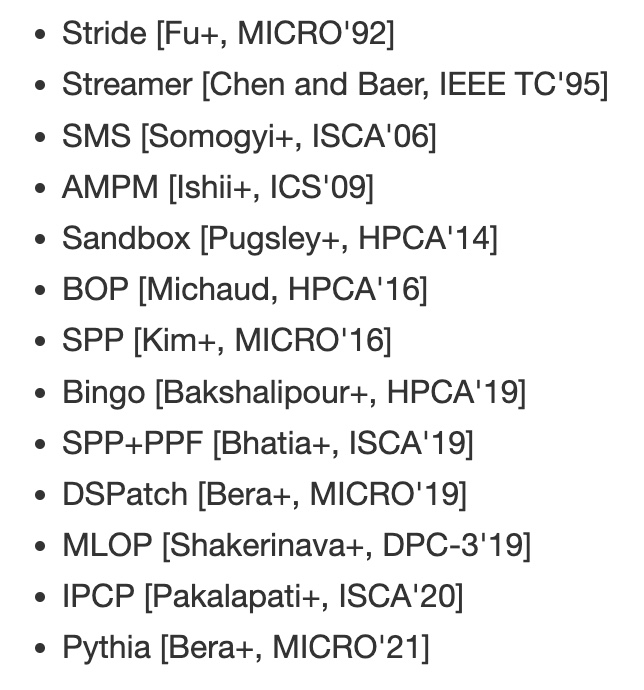 • Stride [Fu+, MICRO'92]
• Streamer [Chen and Baer, IEEE TC'95]
• SMS [Somogyi+, ISCA'06]
• AMPM [Ishii+, ICS'09]
• Sandbox [Pugsley+, HPCA'14]
• BOP [Michaud, HPCA'16]
• SPP [Kim+, MICRO'16]
• Bingo [Bakshalipour+, HPCA'19]
• SPP+PPF [Bhatia+, ISCA'19]
• DSPatch [Bera+, MICRO'19]
• MLOP [Shakerinava+, DPC-3'19]
• IPCP [Pakalapati+, ISCA'20]
• Pythia [Bera+, MICRO'21]